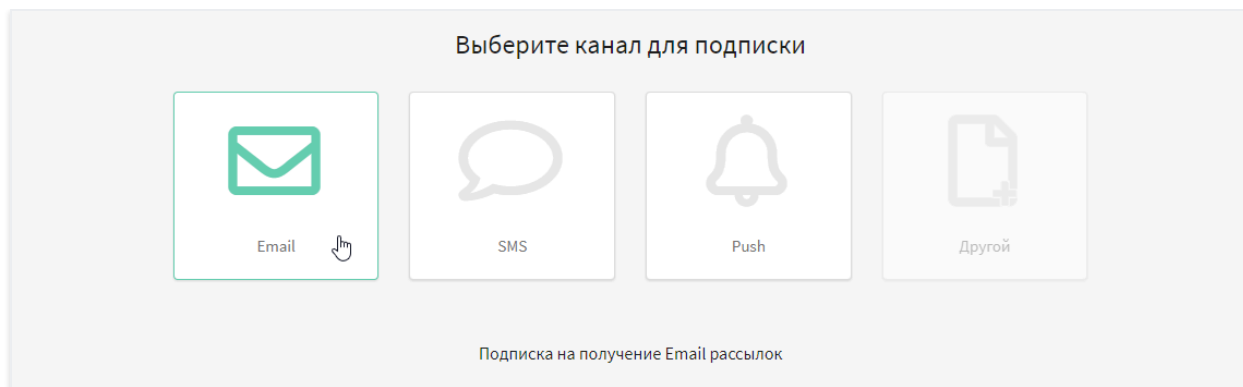 Выберите канал для подписки
Email
SMS
Push
Другой
Подписка на получение Email рассылок